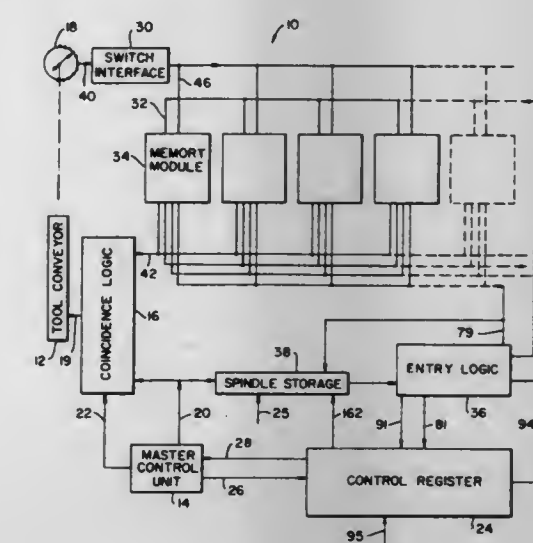 18
30
10
SWITCH
INTERFACE
40
46
32
34
MEMORT
MODULE
TOOL CONVEYOR
COINCIDENCE LOGIC
42
16
12
19
79
38
SPINDLE STORAGE
ENTRY LOGIC
36
22
20
25
162
91
81
94
MASTER
CONTROL
UNIT
14
28
26
CONTROL REGISTER
24
95